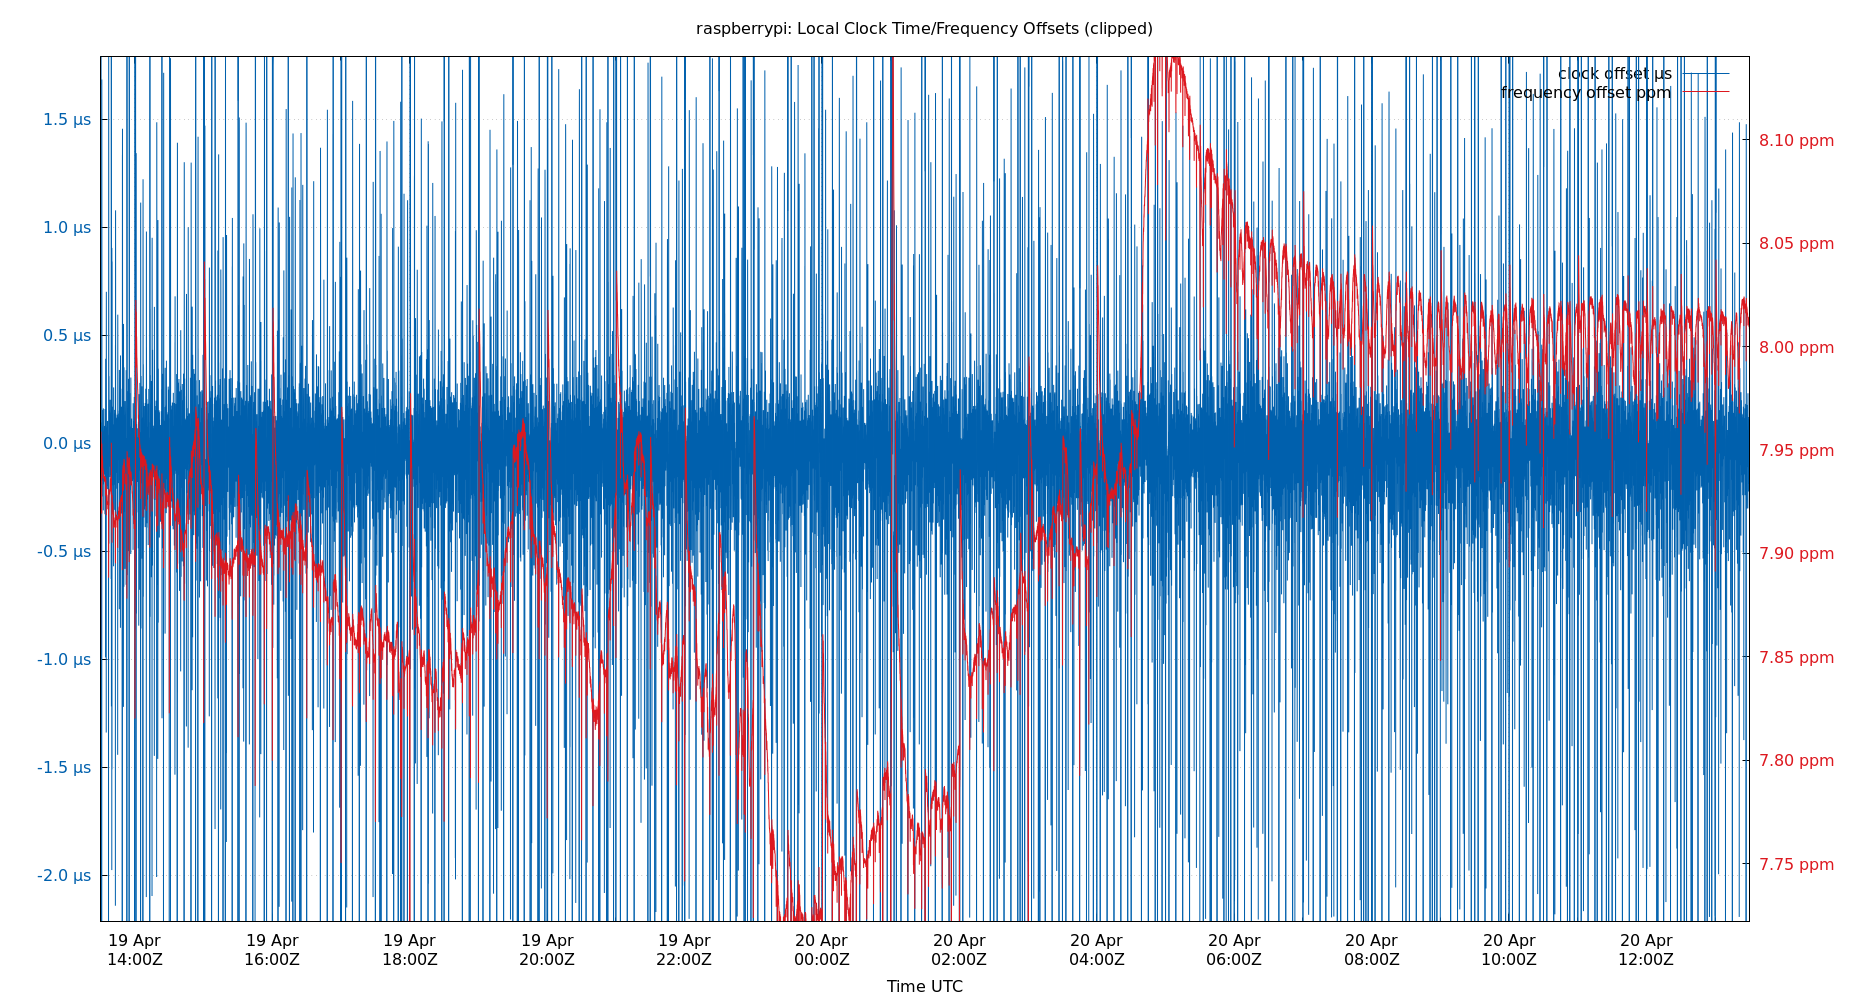 raspberrypi: Local Clock Time/Frequency Offsets (clipped)
clock offset µs
frequency offset ppm
1.5 µs
1.0 µs
0.5 µs
0.0 µs
-0.5 µs
-1.0 µs
-1.5 µs
-2.0 µs
8.10 ppm
8.05 ppm
8.00 ppm
7.95 ppm
7.90 ppm
7.85 ppm
7.80 ppm
7.75 ppm
19 Apr 19 Apr 19 Apr 19 Apr 19 Apr 20 Apr 20 Apr 20 Apr 20 Apr 20 Apr 20 Apr 20 Apr
14:00Z 16:00Z 18:00Z 20:00Z 22:00Z 00:00Z 02:00Z 04:00Z 06:00Z 08:00Z 10:00Z 12:00Z
Time UTC